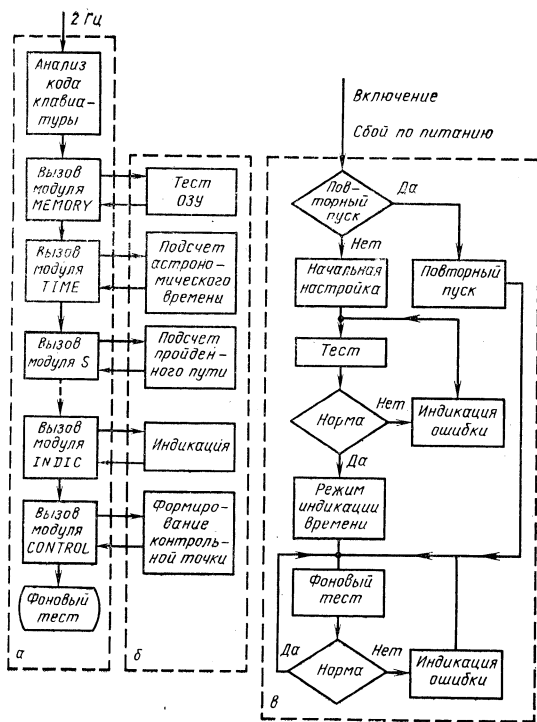 2 Гц
Анализ
кода
клавиа-
туры
Вызов
модуля
MEMORY
Вызов
модуля
TIME
Вызов
модуля S
Вызов
модуля
INDIC
Вызов
модуля
CONTROL
Фоновый
тест
а
Тест
ОЗУ
Подсчет
астроно-
мического
времени
Подсчет
пройден-
ного пути
Индикация
Формиро-
вание
контроль-
ной точки
б
Включение
Сбой по питанию
Пов-
торный
пуск
Да
Нет
Начальная
настройка
Повторный
пуск
Тест
Норма
Нет
Индикация
ошибки
Да
Режим
индикации
времени
Фоновый
тест
Да
Норма
Нет
Индикация
ошибки
в